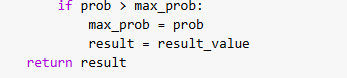 if prob > max_prob:
max_prob = prob
result = result_value
return result